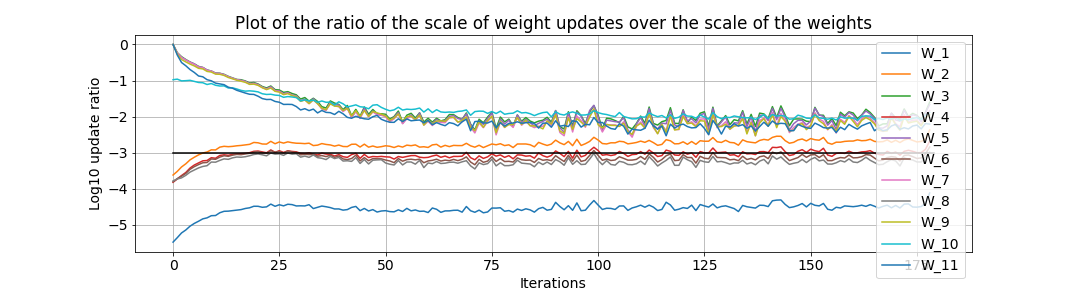 Plot of the ratio of the scale of weight updates over the scale of the weights
Log10 update ratio
0
−1
−2
−3
−4
−5
0
25
50
75
100
125
150
Iterations
W_1
W_2
W_3
W_4
W_5
W_6
W_7
W_8
W_9
W_10
W_11